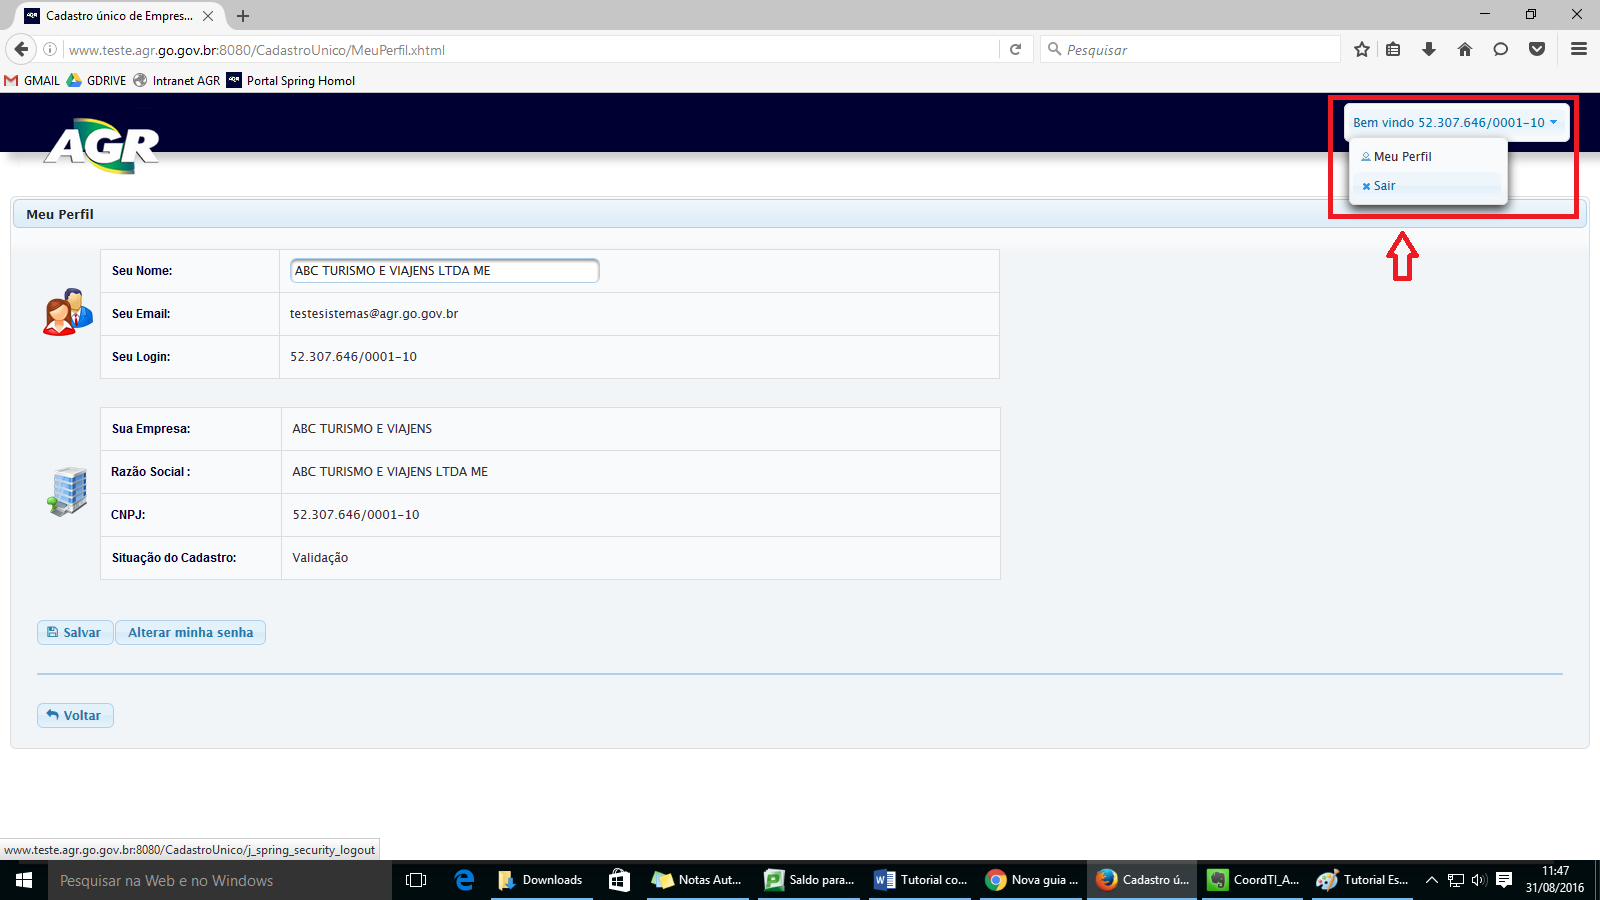 Cadastro único de Empres...
www.teste.agr.go.gov.br:8080/CadastroUnico/MeuPerfil.xhtml
Pesquisar
GMAIL
GDRIVE
Intranet AGR
Portal Spring Homol
AGR
Bem vindo 52.307.646/0001-10
Meu Perfil
Sair
Meu Perfil
Seu Nome: ABC TURISMO E VIAJENS LTDA ME
Seu Email: testesistemas@agr.go.gov.br
Seu Login: 52.307.646/0001-10
Sua Empresa: ABC TURISMO E VIAJENS
Razão Social : ABC TURISMO E VIAJENS LTDA ME
CNPJ: 52.307.646/0001-10
Situação do Cadastro: Validação
Salvar
Alterar minha senha
Voltar
www.teste.agr.go.gov.br:8080/CadastroUnico/j_spring_security_logout
Pesquisar na Web e no Windows
Downloads
Notas Aut...
Saldo para...
Tutorial co...
Nova guia ...
Cadastro ú...
CoordTI_A...
Tutorial Es...
11:47
31/08/2016